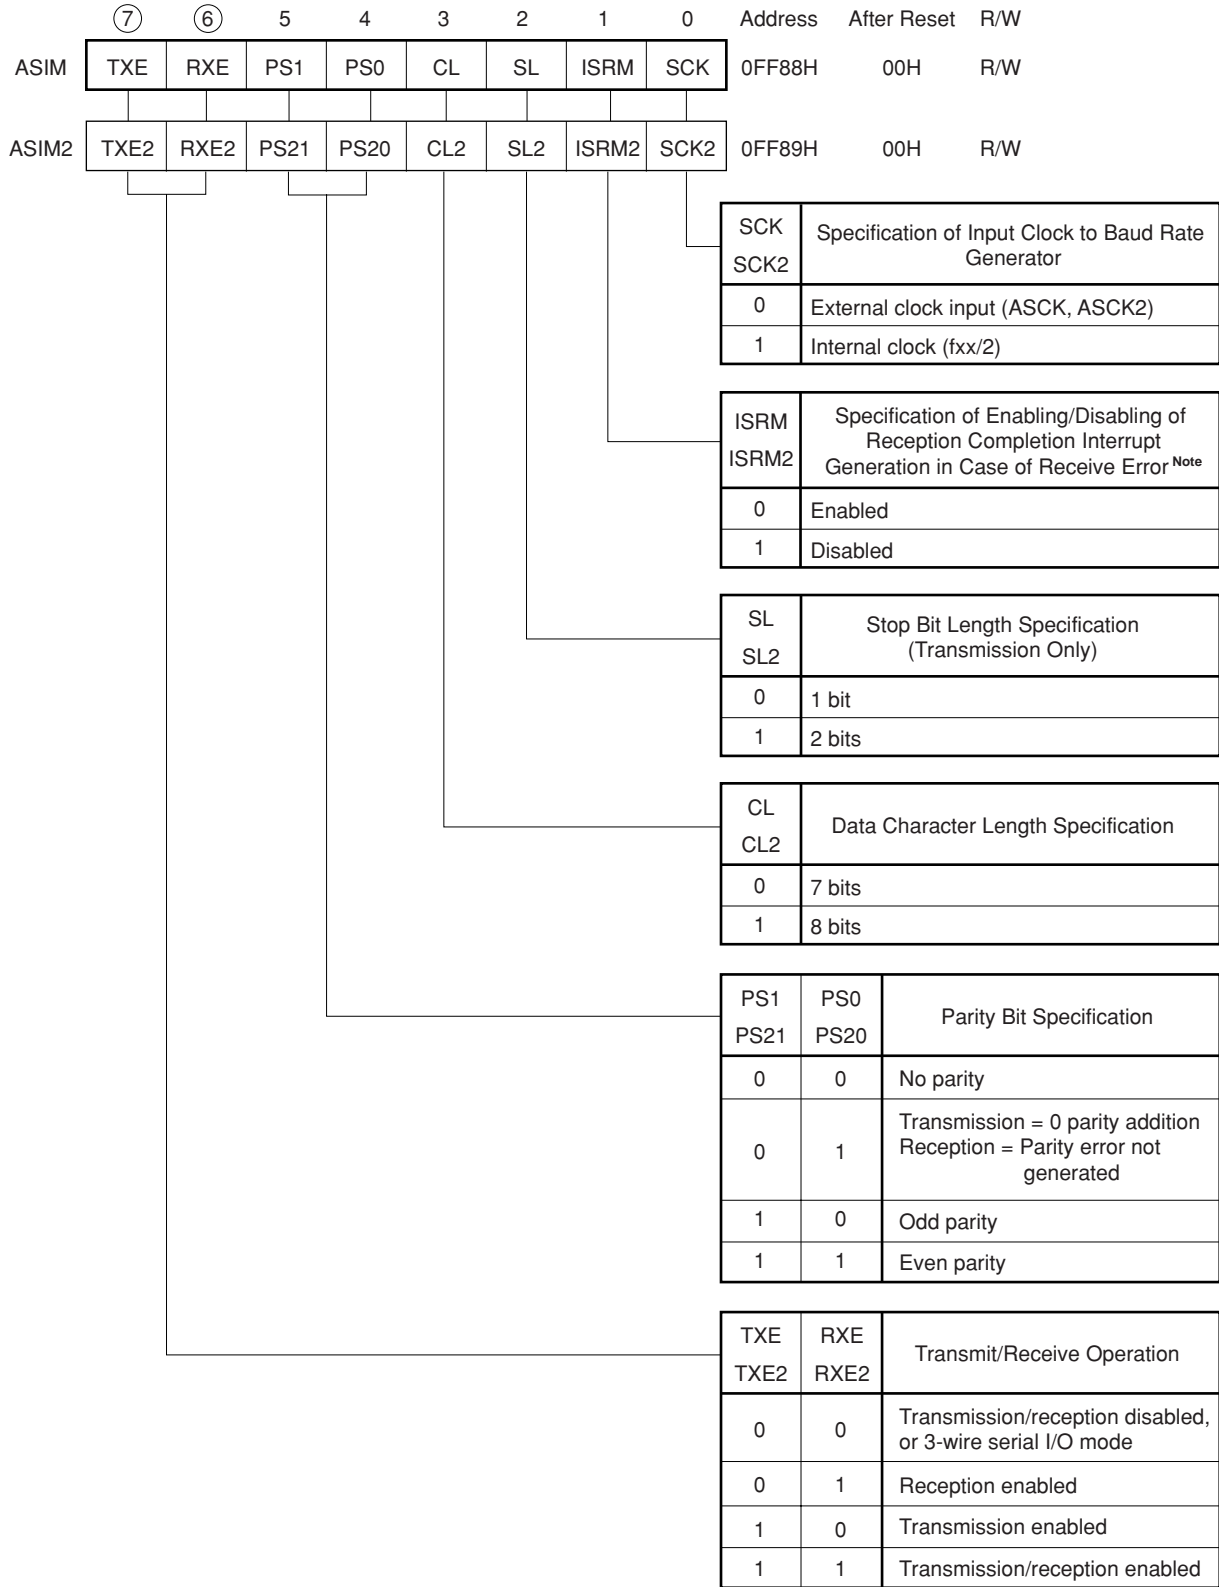 7 6 5 4 3 2 1 0 Address After Reset R/W
ASIM TXE RXE PS1 PS0 CL SL ISRM SCK 0FF88H 00H R/W
ASIM2 TXE2 RXE2 PS21 PS20 CL2 SL2 ISRM2 SCK2 0FF89H 00H R/W
SCK
SCK2
Specification of Input Clock to Baud Rate
Generator
0 External clock input (ASCK, ASCK2)
1 Internal clock (fxx/2)
ISRM
ISRM2
Specification of Enabling/Disabling of
Reception Completion Interrupt
Generation in Case of Receive Error Note
0 Enabled
1 Disabled
SL
SL2
Stop Bit Length Specification
(Transmission Only)
0 1 bit
1 2 bits
CL
CL2
Data Character Length Specification
0 7 bits
1 8 bits
PS1 PS0
PS21 PS20
Parity Bit Specification
0 0 No parity
0 1 Transmission = 0 parity addition
Reception = Parity error not
generated
1 0 Odd parity
1 1 Even parity
TXE RXE
TXE2 RXE2
Transmit/Receive Operation
0 0 Transmission/reception disabled,
or 3-wire serial I/O mode
0 1 Reception enabled
1 0 Transmission enabled
1 1 Transmission/reception enabled